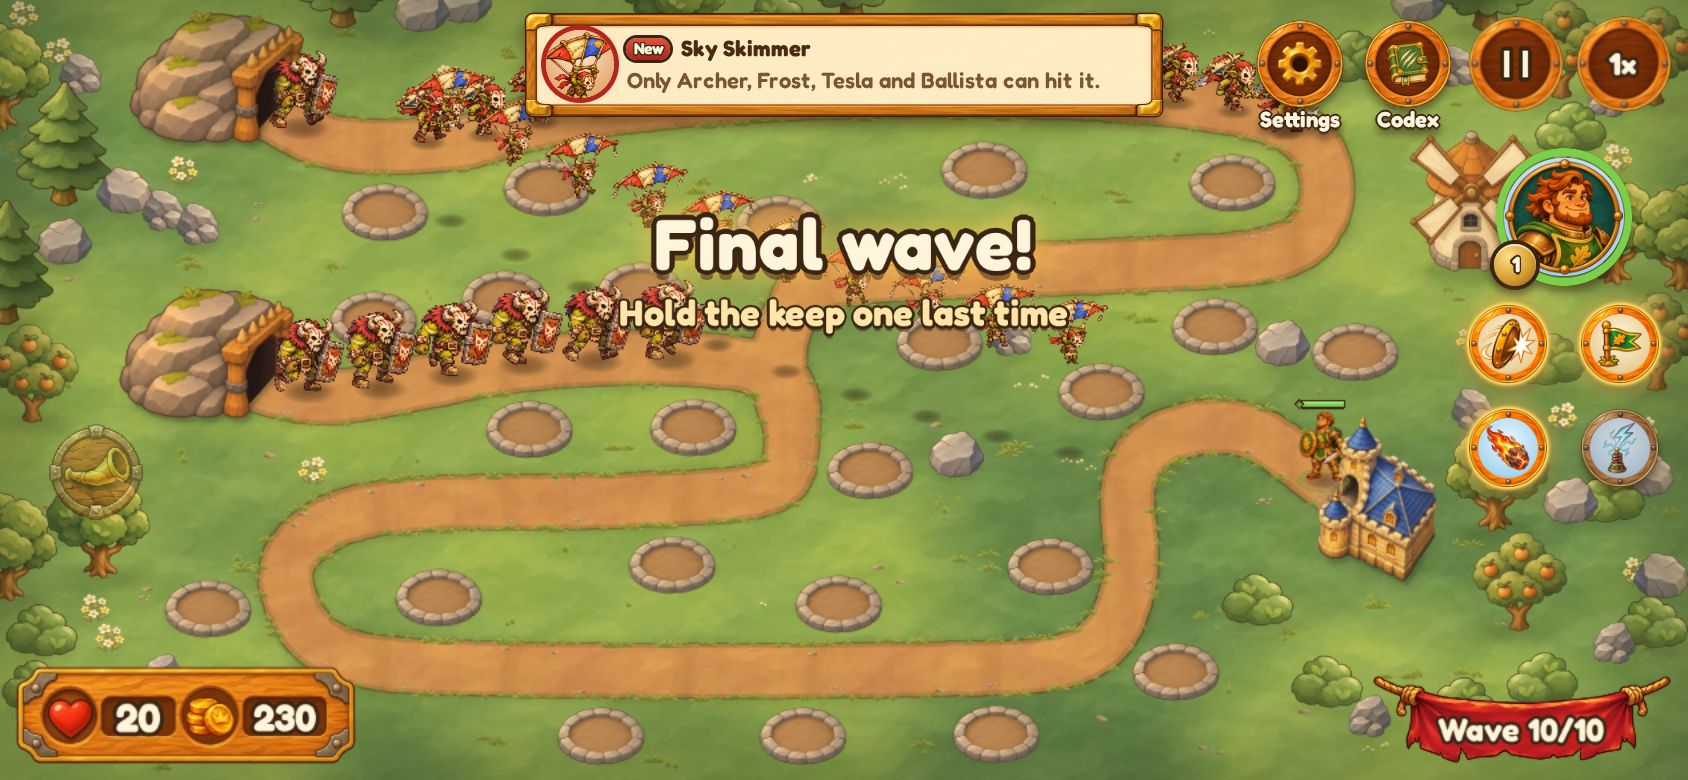 New Sky Skimmer
Only Archer, Frost, Tesla and Ballista can hit it.
1x
Settings
Codex
Final wave!
Hold the keep one last time
1
20
230
Wave 10/10